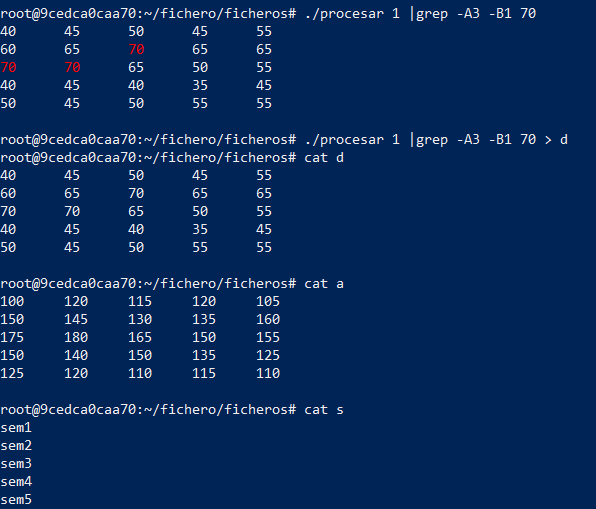 root@9cedca0caa70:~/fichero/ficheros# ./procesar 1 |grep -A3 -B1 70
40 45 50 45 55
60 65 70 65 65
70 70 65 50 55
40 45 40 35 45
50 45 50 55 55
root@9cedca0caa70:~/fichero/ficheros# ./procesar 1 |grep -A3 -B1 70 > d
root@9cedca0caa70:~/fichero/ficheros# cat d
40 45 50 45 55
60 65 70 65 65
70 70 65 50 55
40 45 40 35 45
50 45 50 55 55
root@9cedca0caa70:~/fichero/ficheros# cat a
100 120 115 120 105
150 145 130 135 160
175 180 165 150 155
150 140 150 135 125
125 120 110 115 110
root@9cedca0caa70:~/fichero/ficheros# cat s
sem1
sem2
sem3
sem4
sem5